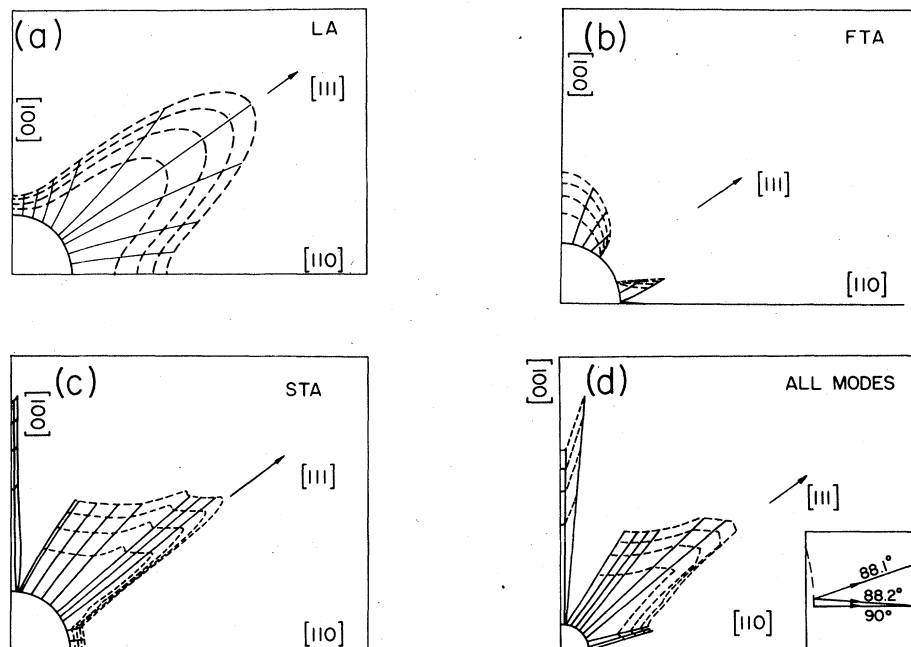 (a)
LA
[111]
[001]
[110]
(b)
FTA
[001]
[111]
[110]
(c)
STA
[001]
[111]
[110]
(d)
ALL MODES
[001]
[111]
[110]
88.1°
88.2°
90°